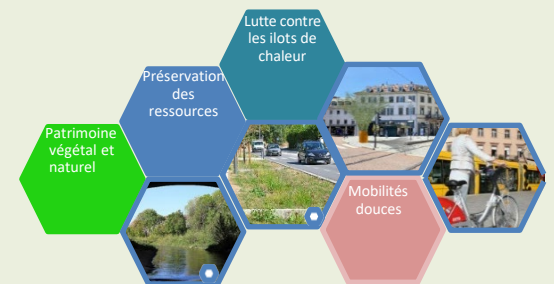 Lutte contre
les ilots de
chaleur
Préservation
des
ressources
Patrimoine
végétal et
naturel
Mobilités
douces